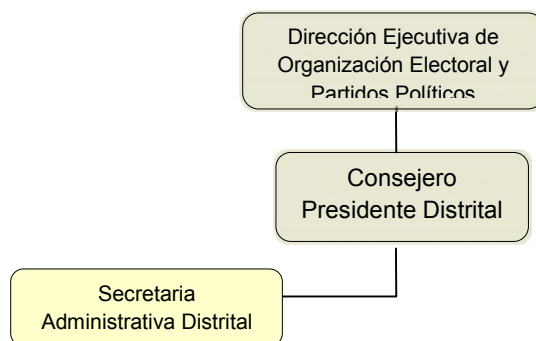 Dirección Ejecutiva de
Organización Electoral y
Partidos Políticos
Consejero
Presidente Distrital
Secretaria
Administrativa Distrital